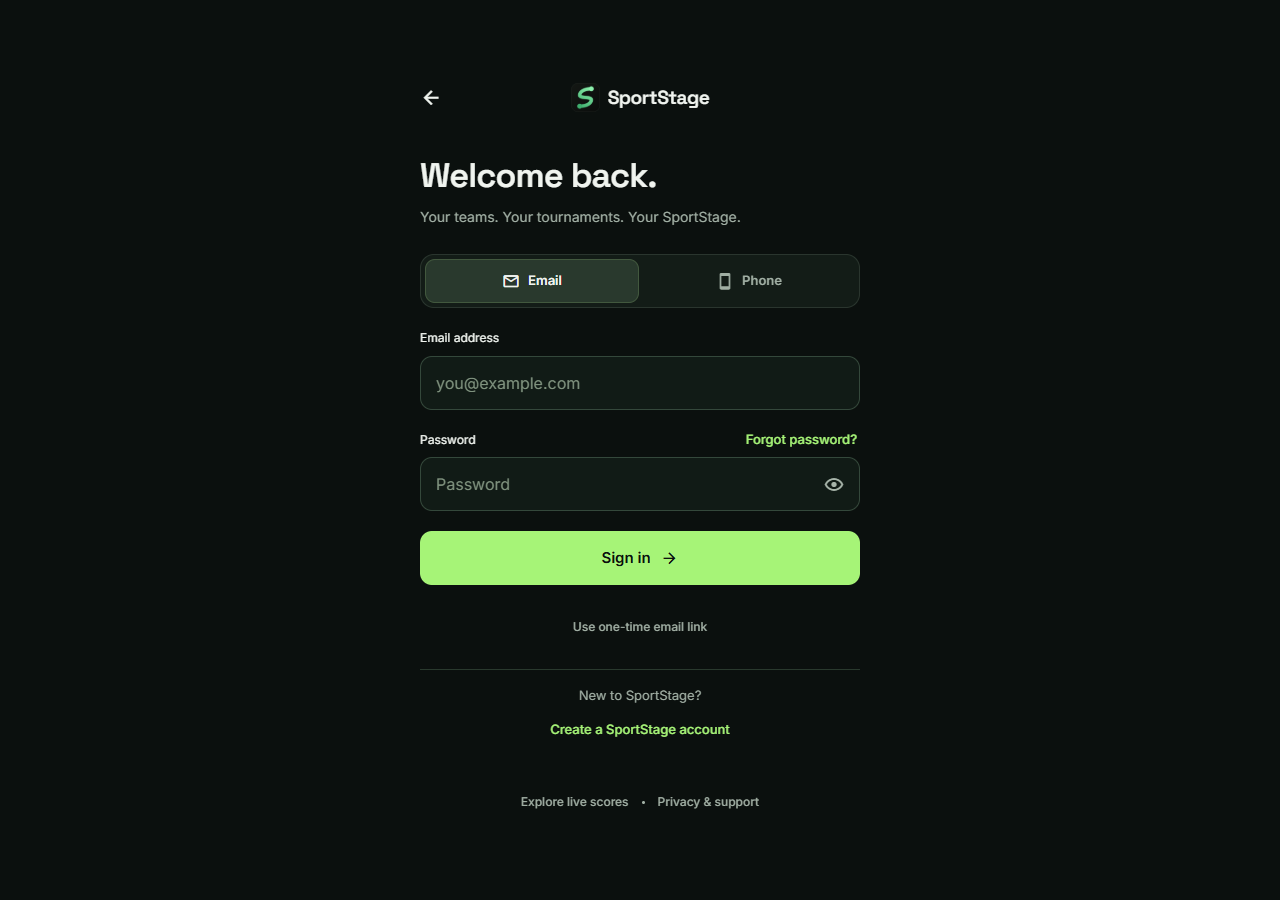 SportStage
Welcome back.
Your teams. Your tournaments. Your SportStage.
Email
Phone
Email address
you@example.com
Password
Forgot password?
Password
Sign in
Use one-time email link
New to SportStage?
Create a SportStage account
Explore live scores • Privacy & support